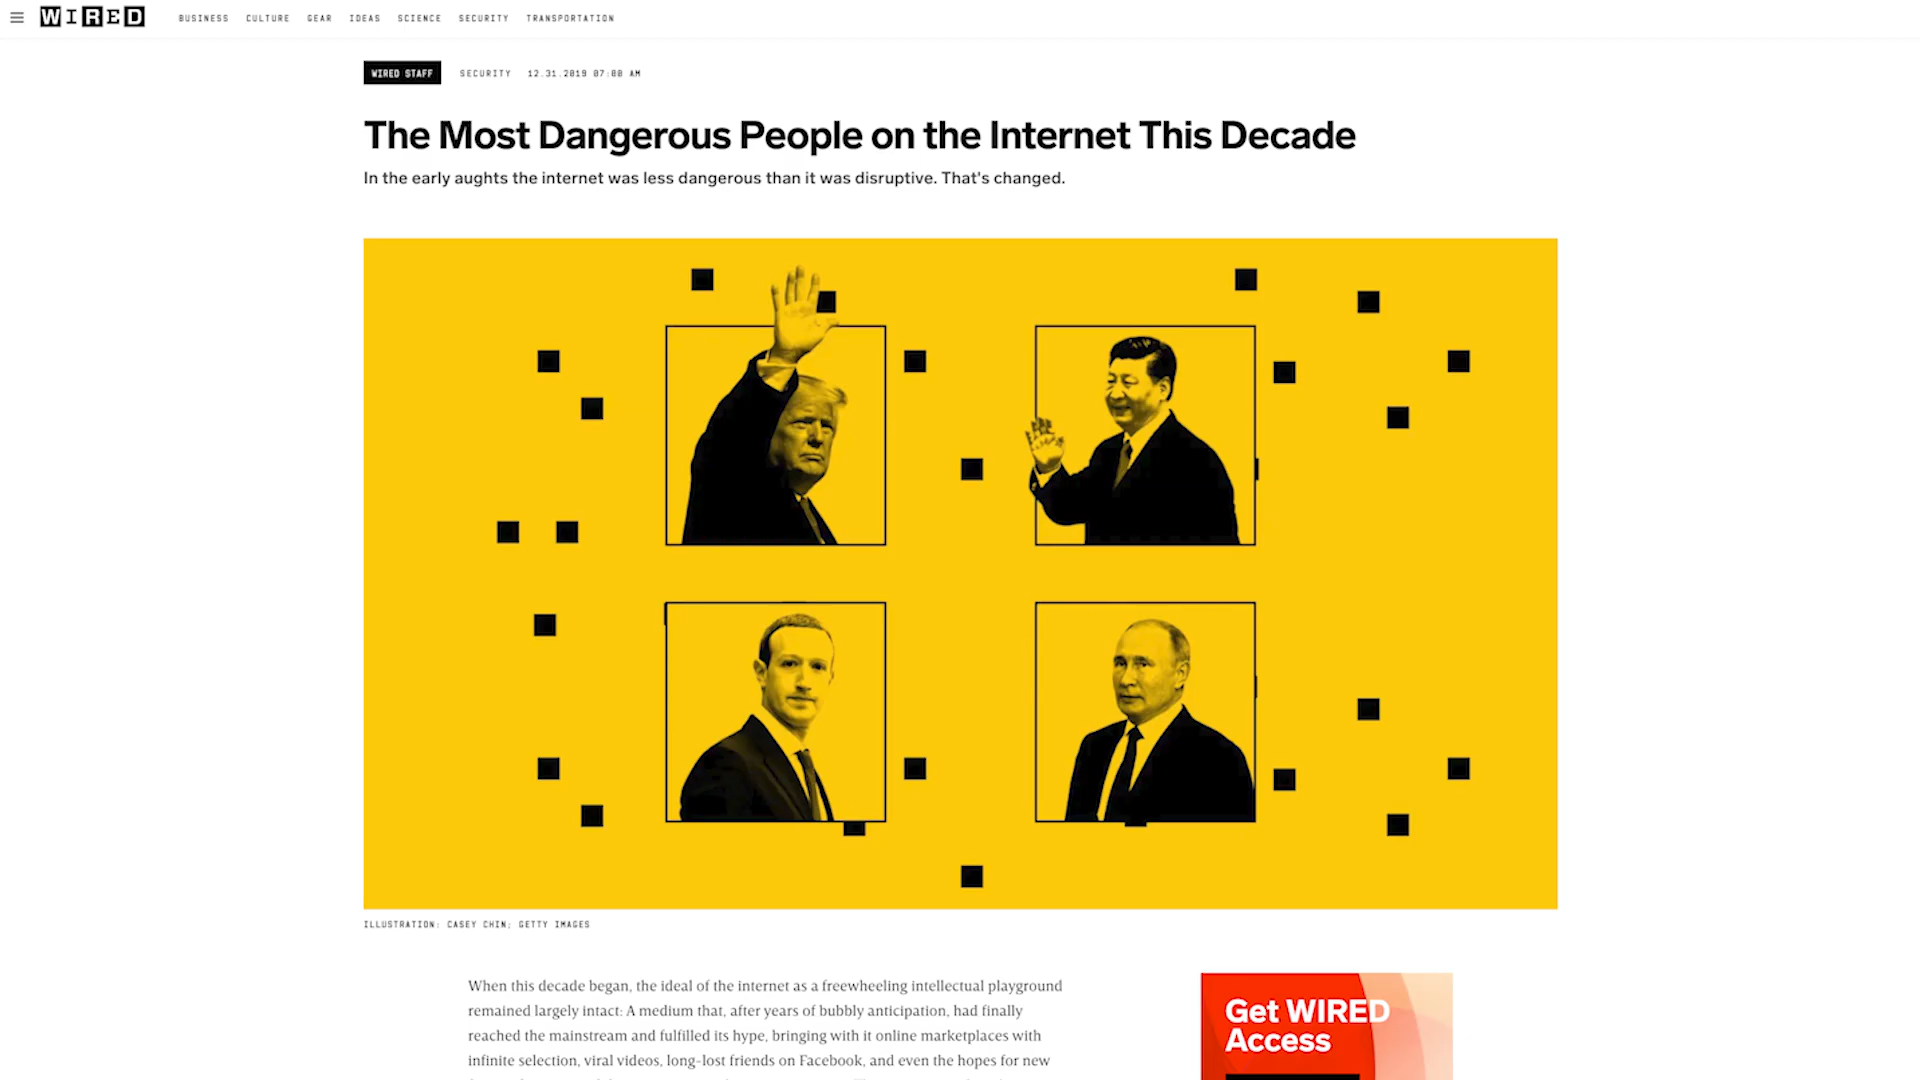 WIRED
BUSINESS CULTURE GEAR IDEAS SCIENCE SECURITY TRANSPORTATION
WIRED STAFF SECURITY 12.31.2019 07:00 AM
The Most Dangerous People on the Internet This Decade
In the early aughts the internet was less dangerous than it was disruptive. That's changed.
ILLUSTRATION: CASEY CHIN; GETTY IMAGES
When this decade began, the ideal of the internet as a freewheeling intellectual playground
remained largely intact: A medium that, after years of bubbly anticipation, had finally
reached the mainstream and fulfilled its hype, bringing with it online marketplaces with
infinite selection, viral videos, long-lost friends on Facebook, and even the hopes for new
Get WIRED
Access